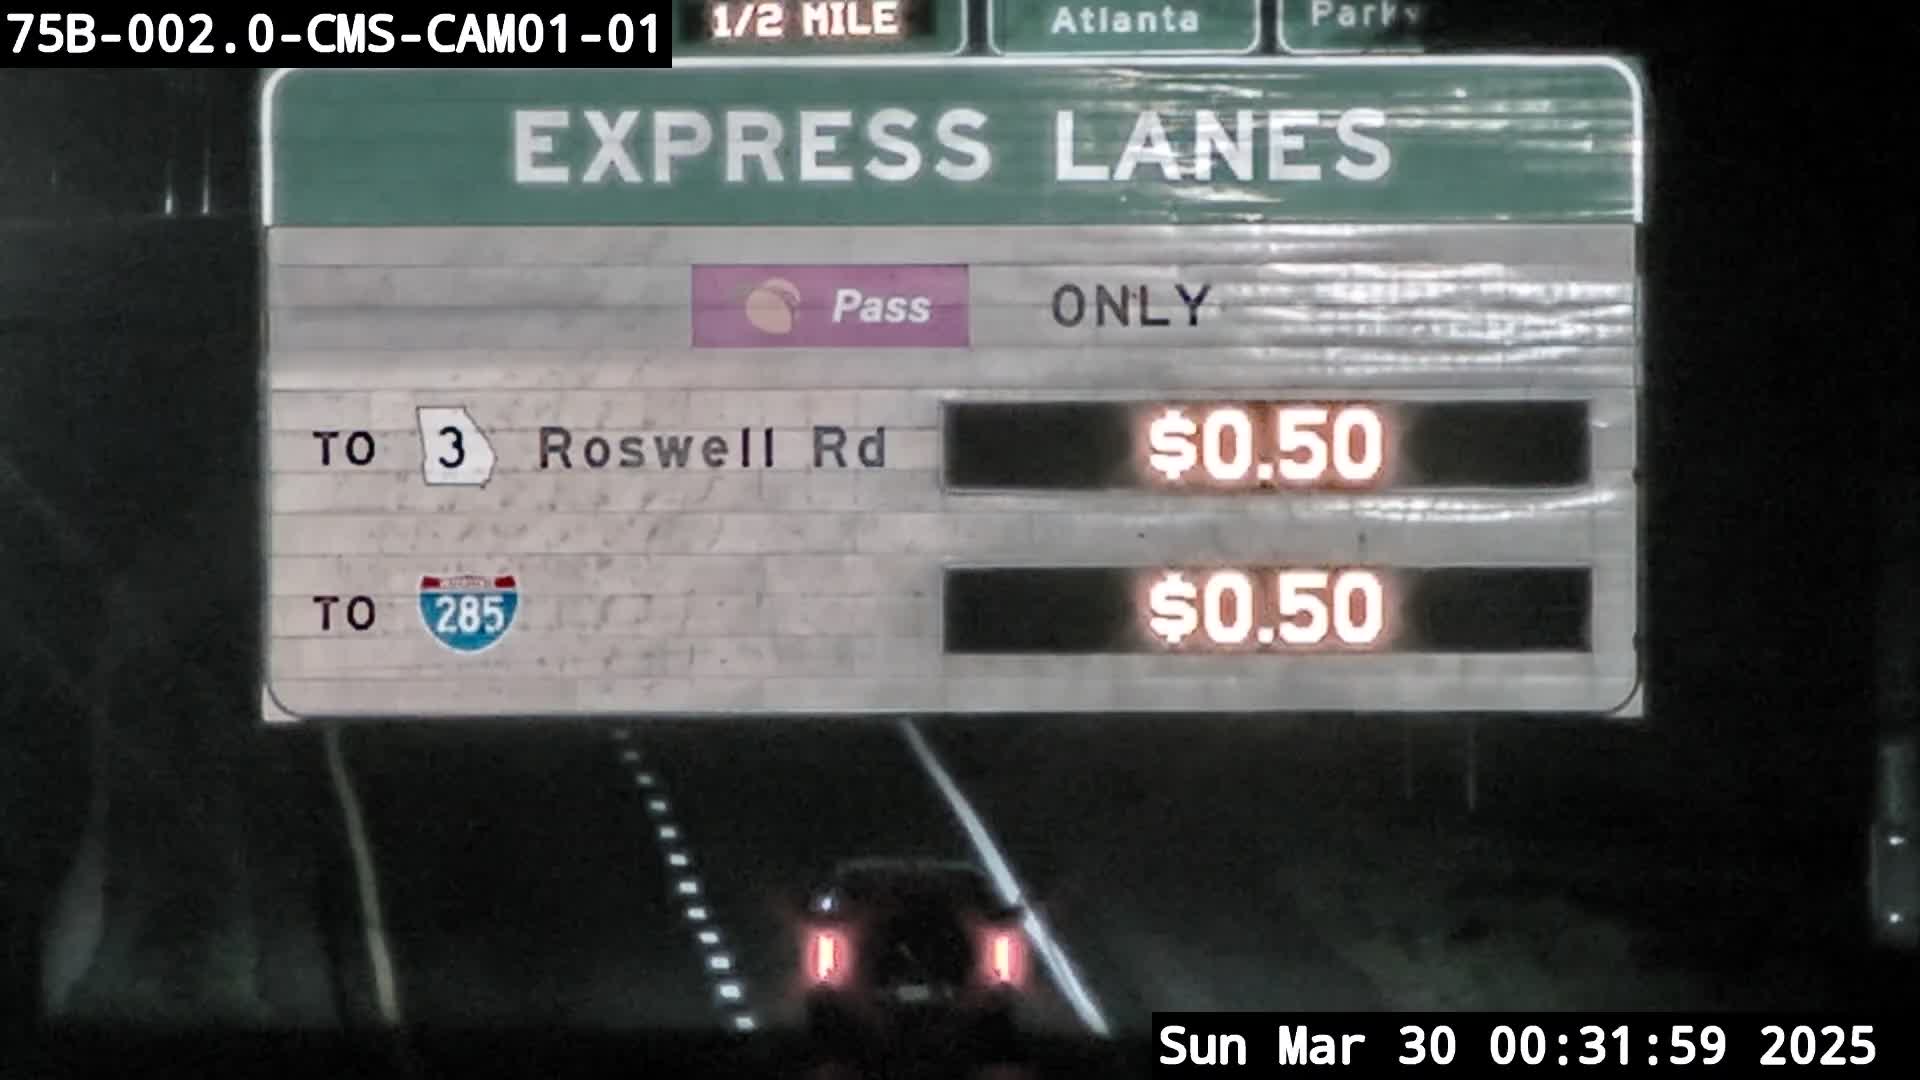 75B-002.0-CMS-CAM01-01
1/2 MILE
Atlanta
EXPRESS LANES
Pass ONLY
TO 3 Roswell Rd $0.50
TO 285 $0.50
Sun Mar 30 00:31:59 2025